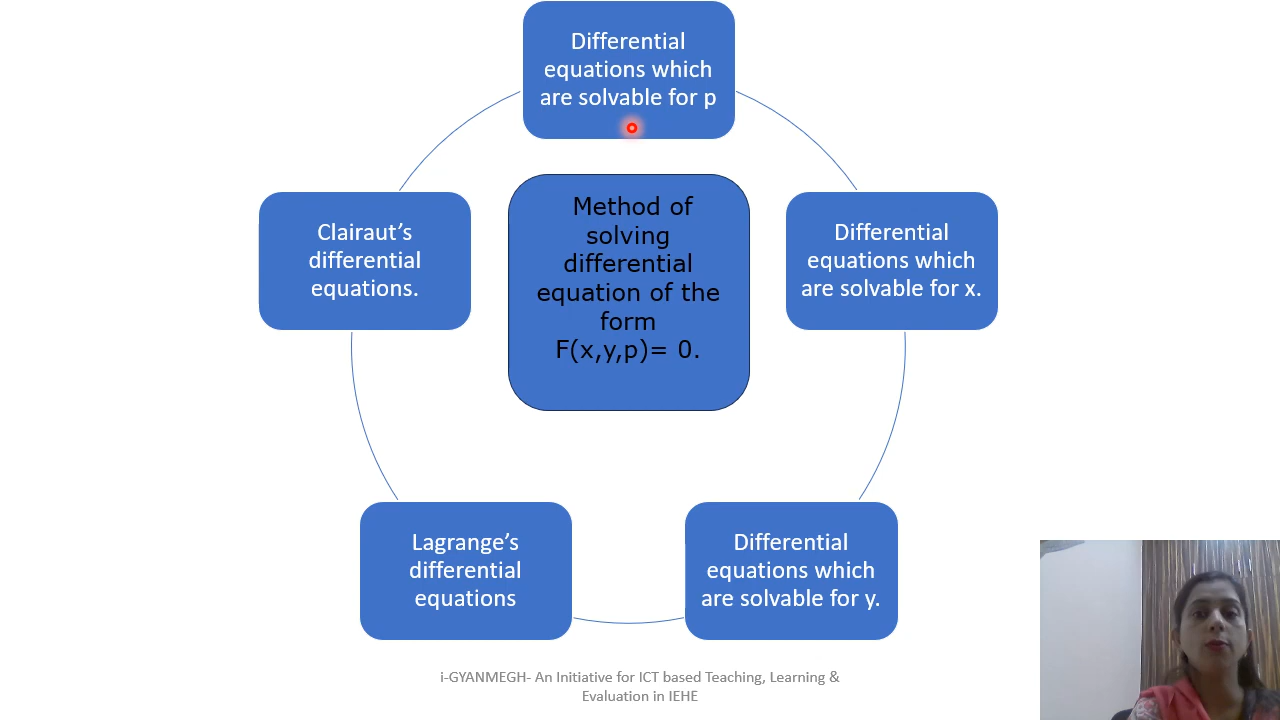 Differential
equations which
are solvable for p
Method of
solving
differential
equation of the
form
F(x,y,p)= 0.
Clairaut’s
differential
equations.
Differential
equations which
are solvable for x.
Lagrange’s
differential
equations
Differential
equations which
are solvable for y.
i-GYANMEGH- An Initiative for ICT based Teaching, Learning &
Evaluation in IEHE